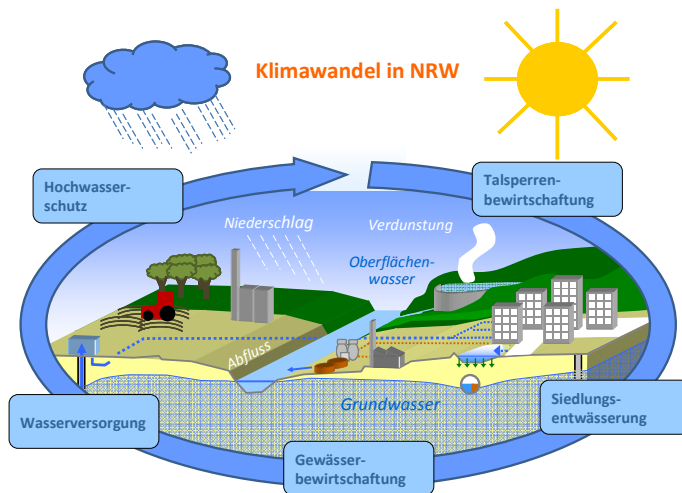 Klimawandel in NRW
Hochwasser-
schutz
Talsperren-
bewirtschaftung
Niederschlag
Verdunstung
Oberflächen-
wasser
Abfluss
Grundwasser
Wasserversorgung
Siedlungs-
entwässerung
Gewässer-
bewirtschaftung